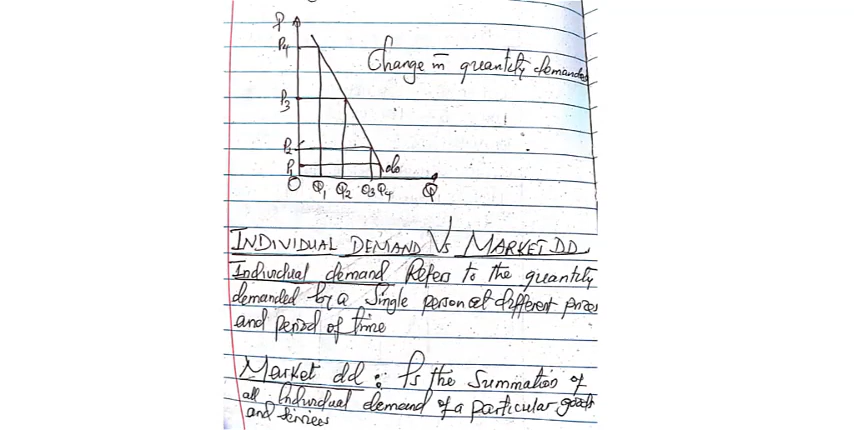 P
P4
Change in quantity demanded
P3
P2
P1
do
O Q1 Q2 Q3 Q4 Q
INDIVIDUAL DEMAND Vs MARKET DD
Individual demand Refers to the quantity
demanded by a Single person at different prizes
and period of time
Market dd : Is the Summation of
all Individual demand of a particular goods
and services